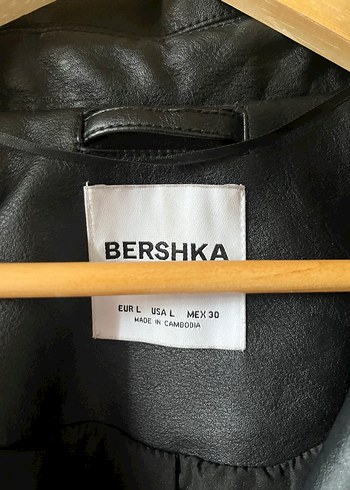 BERSHKA
EUR L USA L MEX 30
MADE IN CAMBODIA